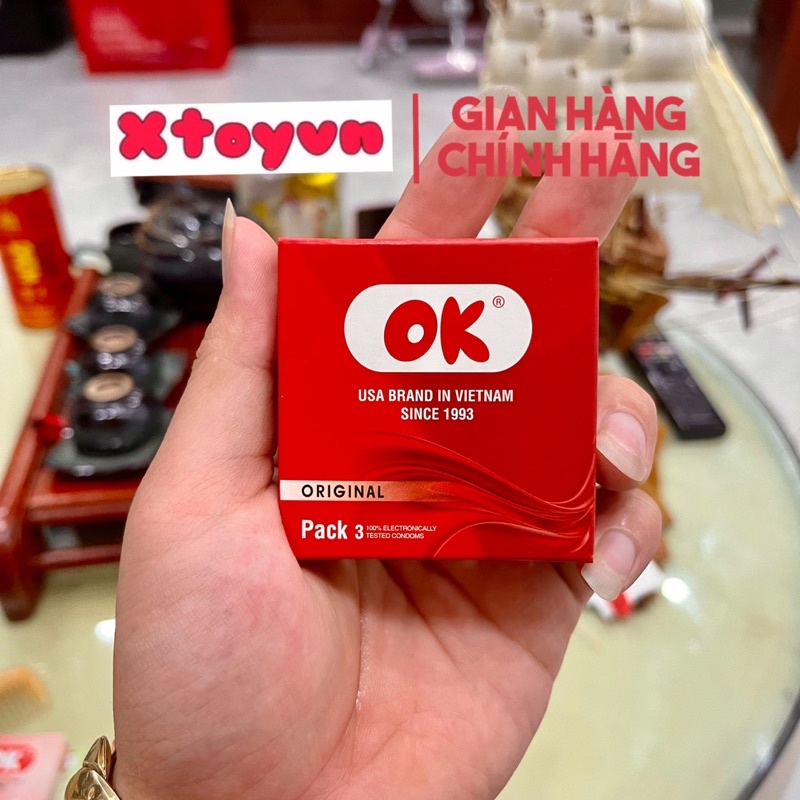 Xtoyvn
GIAN HÀNG
CHÍNH HÃNG
OK®
USA BRAND IN VIETNAM
SINCE 1993
ORIGINAL
Pack 3
100% ELECTRONICALLY
TESTED CONDOMS
OK